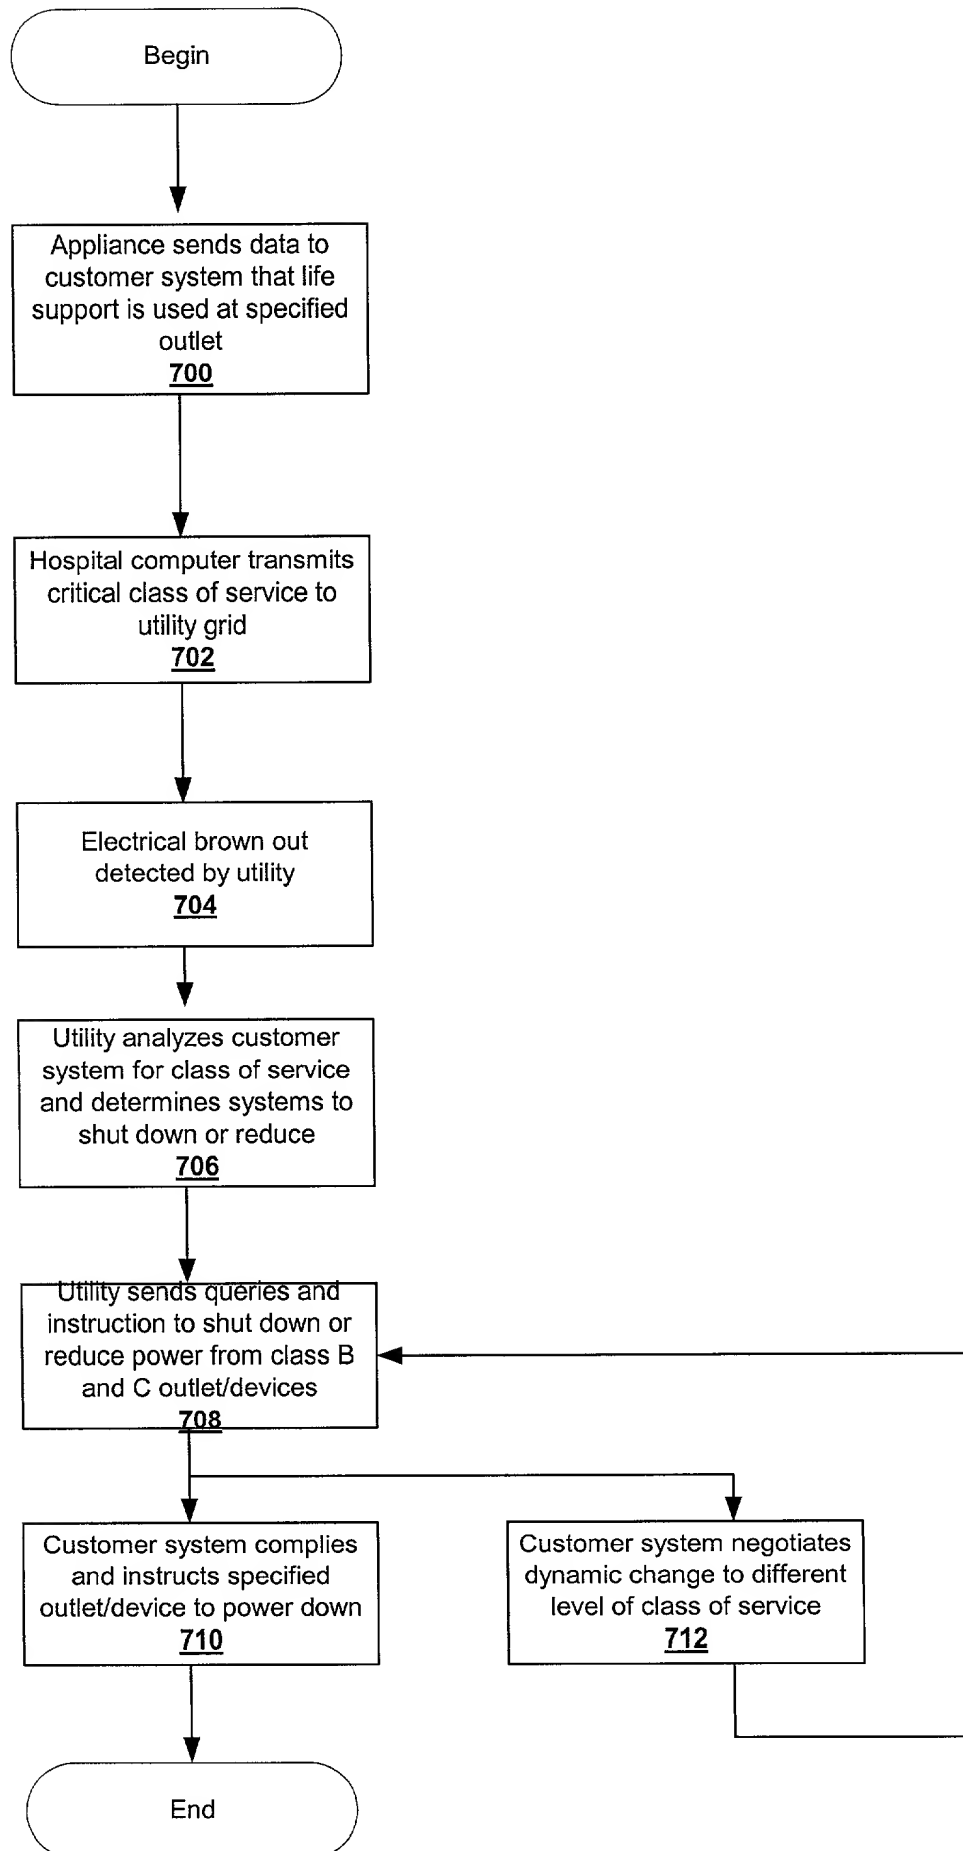 Begin
Appliance sends data to
customer system that life
support is used at specified
outlet
700
Hospital computer transmits
critical class of service to
utility grid
702
Electrical brown out
detected by utility
704
Utility analyzes customer
system for class of service
and determines systems to
shut down or reduce
706
Utility sends queries and
instruction to shut down or
reduce power from class B
and C outlet/devices
708
Customer system complies
and instructs specified
outlet/device to power down
710
Customer system negotiates
dynamic change to different
level of class of service
712
End